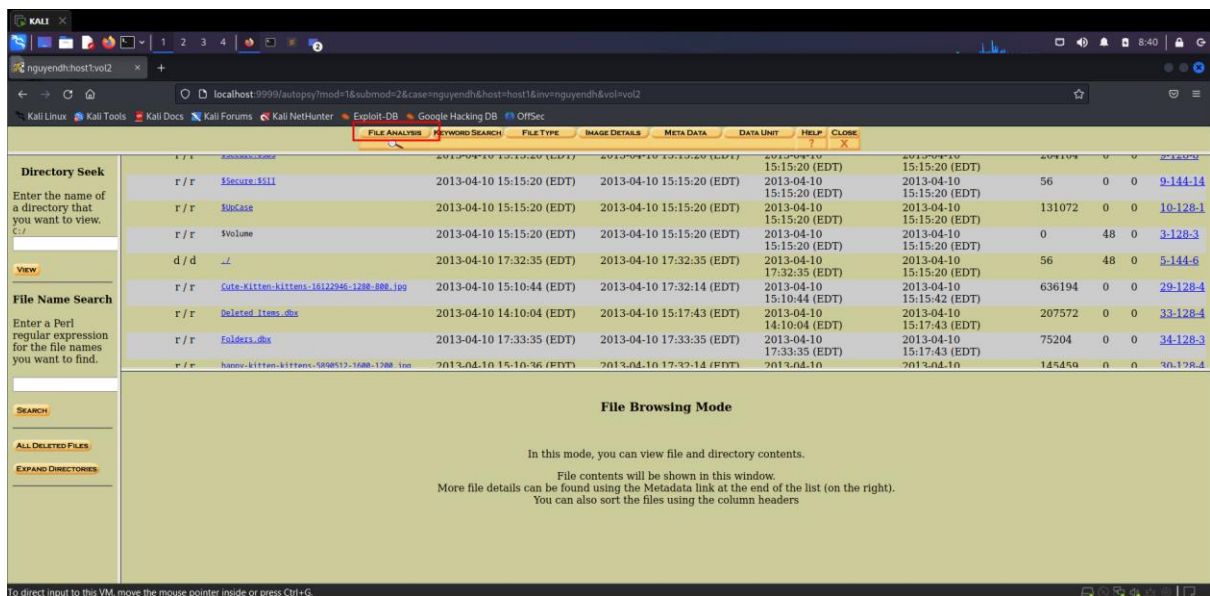 KALI
1 2 3 4
2
8:40
nguyendh:host1:vol2
localhost:9999/autopsy?mod=1&submod=2&case=nguyendh&host=host1&inv=nguyendh&vol=vol2
Kali Linux Kali Tools Kali Docs Kali Forums Kali NetHunter Exploit-DB Google Hacking DB OffSec
FILE ANALYSIS KEYWORD SEARCH FILE TYPE IMAGE DETAILS META DATA DATA UNIT HELP CLOSE
? X
Directory Seek
Enter the name of
a directory that
you want to view.
C:/
VIEW
File Name Search
Enter a Perl
regular expression
for the file names
you want to find.
SEARCH
ALL DELETED FILES
EXPAND DIRECTORIES
15:15:20 (EDT) 15:15:20 (EDT)
r / r $Secure:$SII 2013-04-10 15:15:20 (EDT) 2013-04-10 15:15:20 (EDT) 2013-04-10 2013-04-10 56 0 0 9-144-14
15:15:20 (EDT) 15:15:20 (EDT)
r / r $UpCase 2013-04-10 15:15:20 (EDT) 2013-04-10 15:15:20 (EDT) 2013-04-10 2013-04-10 131072 0 0 10-128-1
15:15:20 (EDT) 15:15:20 (EDT)
r / r $Volume 2013-04-10 15:15:20 (EDT) 2013-04-10 15:15:20 (EDT) 2013-04-10 2013-04-10 0 48 0 3-128-3
15:15:20 (EDT) 15:15:20 (EDT)
d / d ./ 2013-04-10 17:32:35 (EDT) 2013-04-10 17:32:35 (EDT) 2013-04-10 2013-04-10 56 48 0 5-144-6
17:32:35 (EDT) 15:15:20 (EDT)
r / r Cute-Kitten-kittens-16122946-1280-800.jpg 2013-04-10 15:10:44 (EDT) 2013-04-10 17:32:14 (EDT) 2013-04-10 2013-04-10 636194 0 0 29-128-4
15:10:44 (EDT) 15:15:42 (EDT)
r / r Deleted Items.dbx 2013-04-10 14:10:04 (EDT) 2013-04-10 15:17:43 (EDT) 2013-04-10 2013-04-10 207572 0 0 33-128-4
14:10:04 (EDT) 15:17:43 (EDT)
r / r Folders.dbx 2013-04-10 17:33:35 (EDT) 2013-04-10 17:33:35 (EDT) 2013-04-10 2013-04-10 75204 0 0 34-128-3
17:33:35 (EDT) 15:17:43 (EDT)
r / r happy-kitten-kittens-5890512-1600-1200.jpg 2013-04-10 15:10:36 (EDT) 2013-04-10 17:32:14 (EDT) 2013-04-10 2013-04-10 145459 0 0 30-128-4
File Browsing Mode
In this mode, you can view file and directory contents.
File contents will be shown in this window.
More file details can be found using the Metadata link at the end of the list (on the right).
You can also sort the files using the column headers
To direct input to this VM, move the mouse pointer inside or press Ctrl+G.